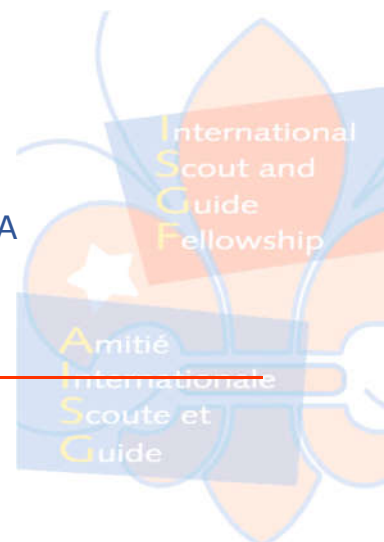 International
Scout and
Guide
Fellowship
A
Amitié
Internationale
Scoute et
Guide